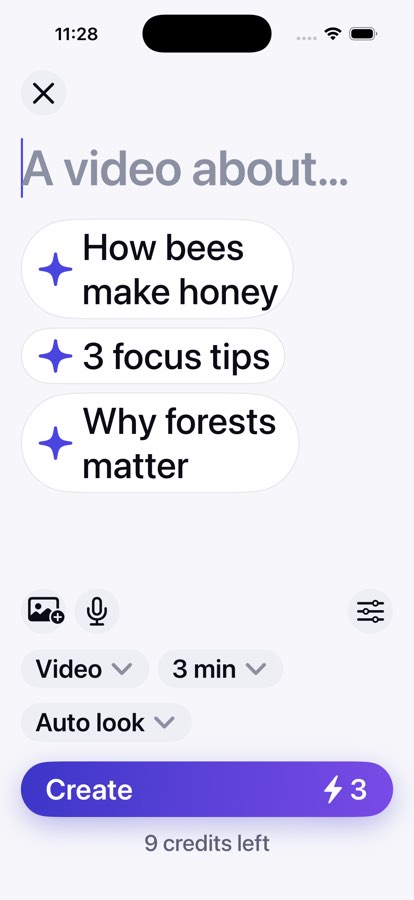 11:28
A video about...
How bees
make honey
3 focus tips
Why forests
matter
Video
3 min
Auto look
Create
3
9 credits left